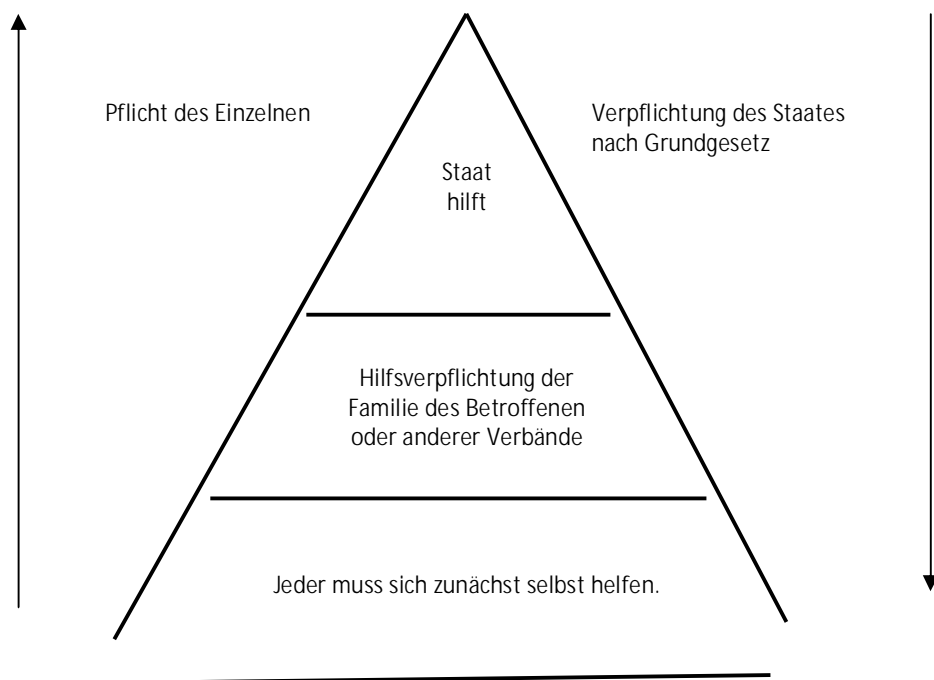 Pflicht des Einzelnen
Verpflichtung des Staates
nach Grundgesetz
Staat
hilft
Hilfsverpflichtung der
Familie des Betroffenen
oder anderer Verbände
Jeder muss sich zunächst selbst helfen.